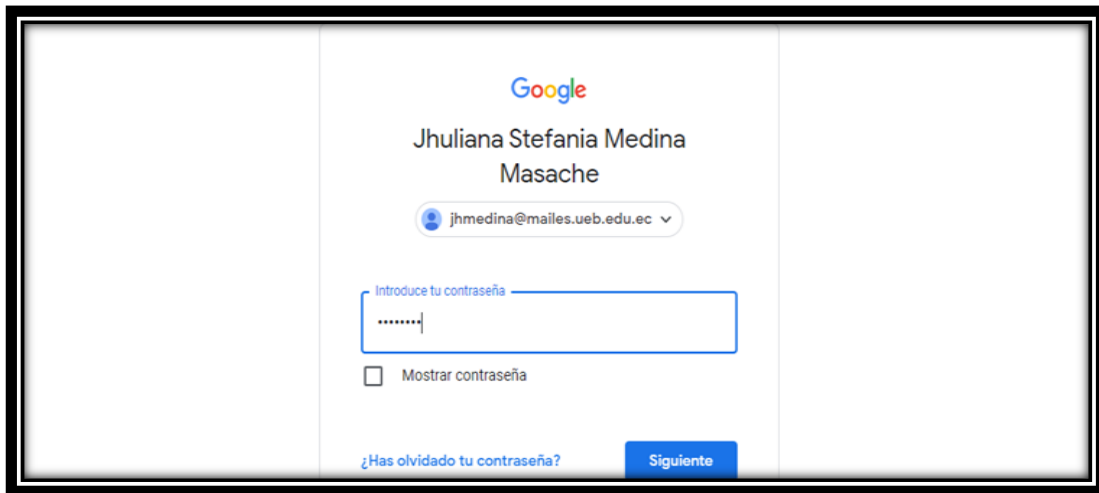 Google
Jhuliana Stefania Medina
Masache
jhmedina@mailes.ueb.edu.ec
Introduce tu contraseña
••••••••
Mostrar contraseña
¿Has olvidado tu contraseña?
Siguiente